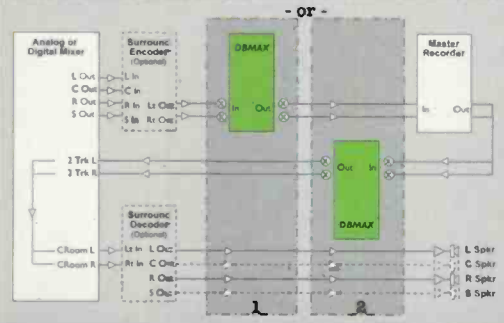 - or -
Analog or
Digital Mixer
Surround
Encoder
(Optional)
DBMAX
Master
Recorder
L Out
C Out
R Out
S Out
L In
C In
R In
S In
Lt Out
Rt Out
In Out
In Out
2 Trk L
2 Trk R
Out In
DBMAX
Surround
Decoder
(Optional)
CRoom L
CRoom R
Lt In
Rt In
L Out
C Out
R Out
S Out
L Spkr
C Spkr
R Spkr
S Spkr
1 2